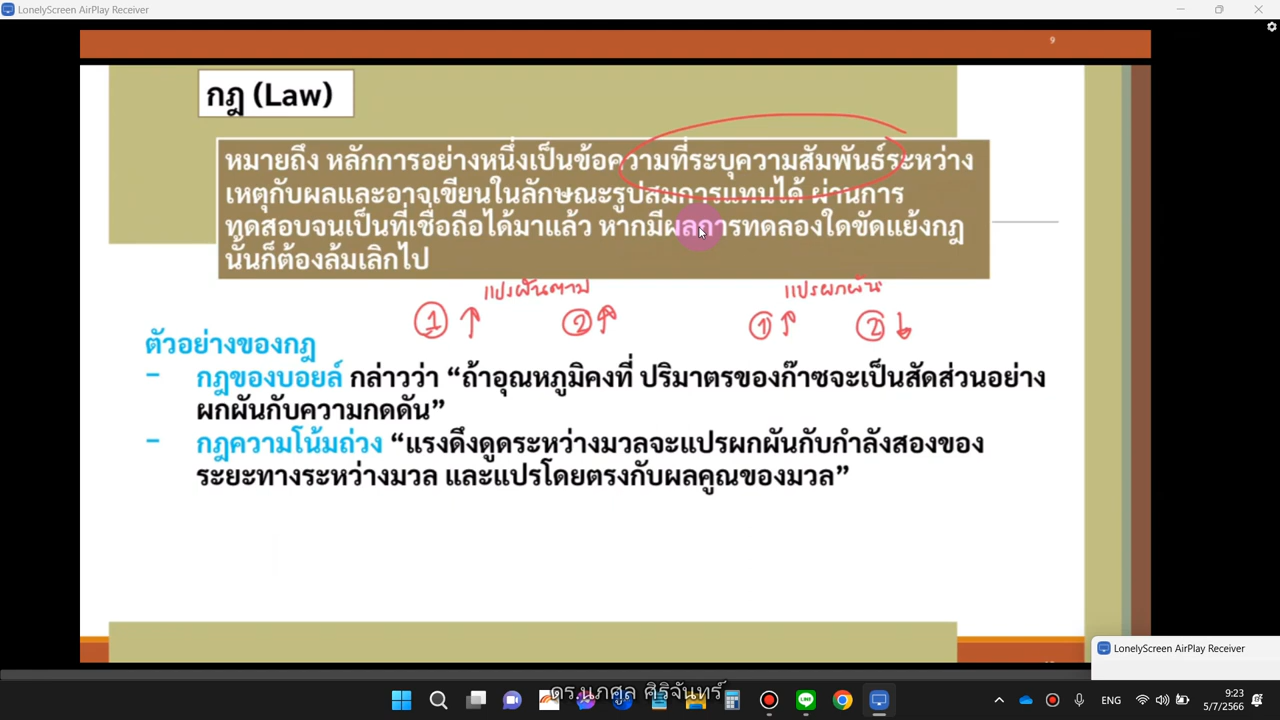 LonelyScreen AirPlay Receiver
9
กฎ (Law)
หมายถึง หลักการอย่างหนึ่งเป็นข้อความที่ระบุความสัมพันธ์ระหว่าง
เหตุกับผลและอาจเขียนในลักษณะรูปสมการแทนได้ ผ่านการ
ทดสอบจนเป็นที่เชื่อถือได้มาแล้ว หากมีผลการทดลองใดขัดแย้งกฎ
นั้นก็ต้องล้มเลิกไป
แปรผันตาม แปรผกผัน
① ↑ ② ↑ ① ↑ ② ↓
ตัวอย่างของกฎ
- กฎของบอยล์ กล่าวว่า “ถ้าอุณหภูมิคงที่ ปริมาตรของก๊าซจะเป็นสัดส่วนอย่าง
ผกผันกับความกดดัน”
- กฎความโน้มถ่วง “แรงดึงดูดระหว่างมวลจะแปรผกผันกับกำลังสองของ
ระยะทางระหว่างมวล และแปรโดยตรงกับผลคูณของมวล”
LonelyScreen AirPlay Receiver
ดร.นภศูล ศิริจันทร์
ENG
9:23
5/7/2566